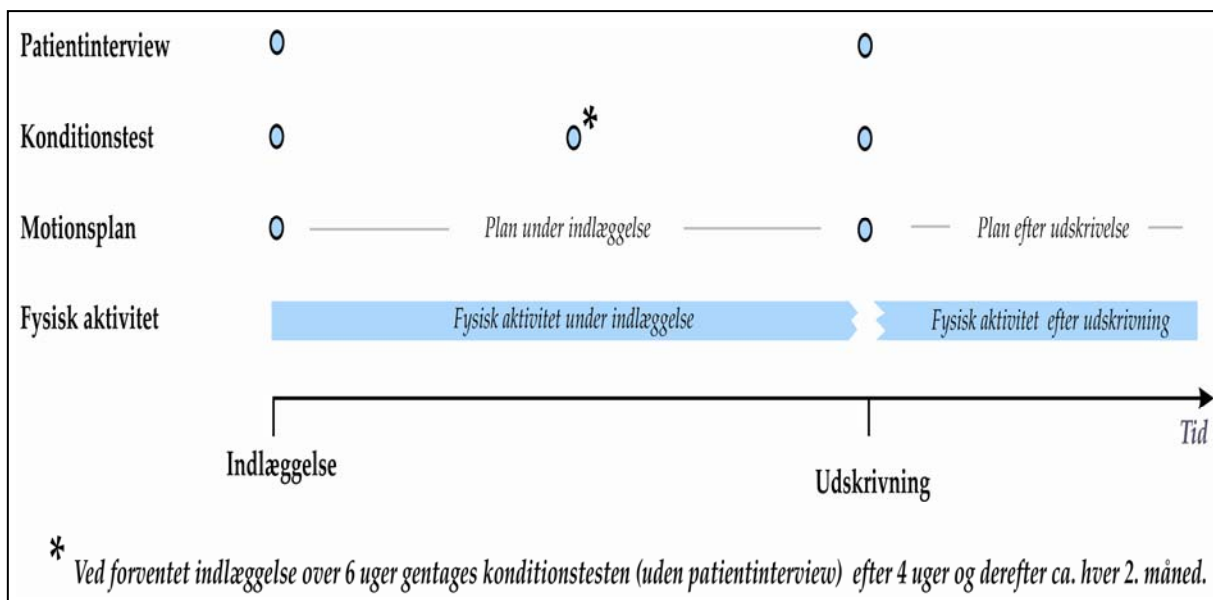 Patientinterview
Konditionstest
*
Motionsplan
Plan under indlæggelse
Plan efter udskrivelse
Fysisk aktivitet
Fysisk aktivitet under indlæggelse
Fysisk aktivitet efter udskrivning
Tid
Indlæggelse
Udskrivning
* Ved forventet indlæggelse over 6 uger gentages konditionstesten (uden patientinterview) efter 4 uger og derefter ca. hver 2. måned.